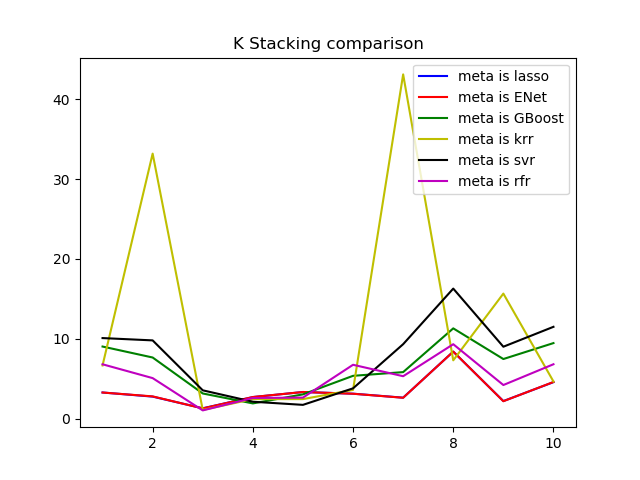 K Stacking comparison
meta is lasso
meta is ENet
meta is GBoost
meta is krr
meta is svr
meta is rfr
40
30
20
10
0
2 4 6 8 10